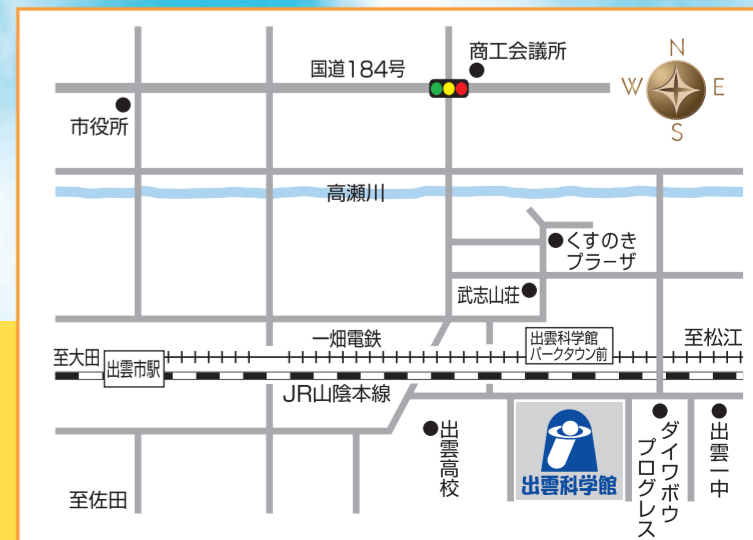 商工会議所
国道184号
N
W
E
S
市役所
高瀬川
くすのき
プラーザ
武志山荘
一畑電鉄
出雲科学館
パークタウン前
至松江
至大田
出雲市駅
JR山陰本線
出雲高校
出雲科学館
ダイワボウ
プログレス
出雲一中
至佐田